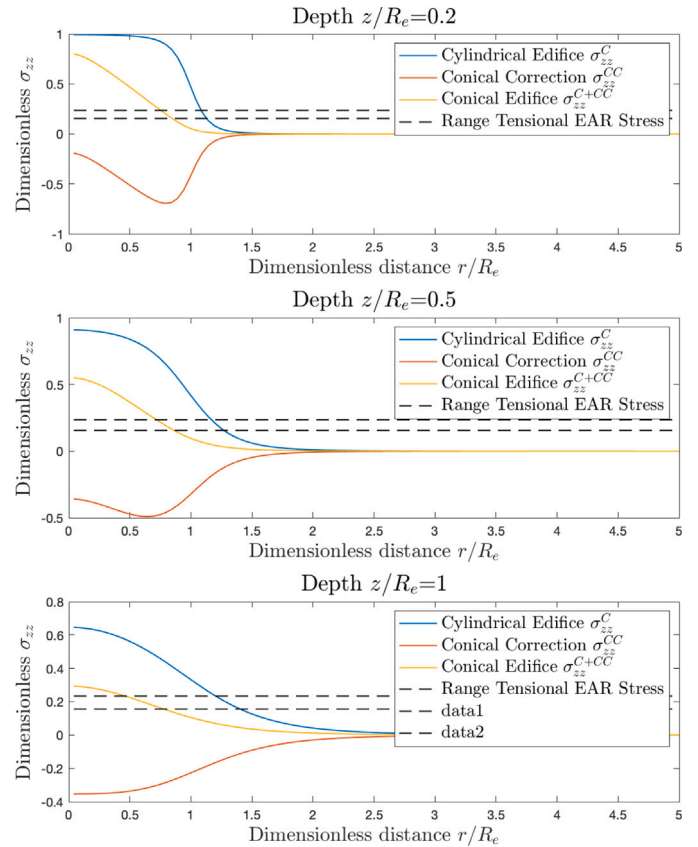 Depth z/R_e=0.2
Dimensionless σ_zz
1
0.5
0
-0.5
-1
Cylindrical Edifice σ_zz^C
Conical Correction σ_zz^CC
Conical Edifice σ_zz^C+CC
Range Tensional EAR Stress
0 0.5 1 1.5 2 2.5 3 3.5 4 4.5 5
Dimensionless distance r/R_e
Depth z/R_e=0.5
Dimensionless σ_zz
1
0.5
0
-0.5
Cylindrical Edifice σ_zz^C
Conical Correction σ_zz^CC
Conical Edifice σ_zz^C+CC
Range Tensional EAR Stress
0 0.5 1 1.5 2 2.5 3 3.5 4 4.5 5
Dimensionless distance r/R_e
Depth z/R_e=1
Dimensionless σ_zz
0.8
0.6
0.4
0.2
0
-0.2
-0.4
Cylindrical Edifice σ_zz^C
Conical Correction σ_zz^CC
Conical Edifice σ_zz^C+CC
Range Tensional EAR Stress
data1
data2
0 0.5 1 1.5 2 2.5 3 3.5 4 4.5 5
Dimensionless distance r/R_e